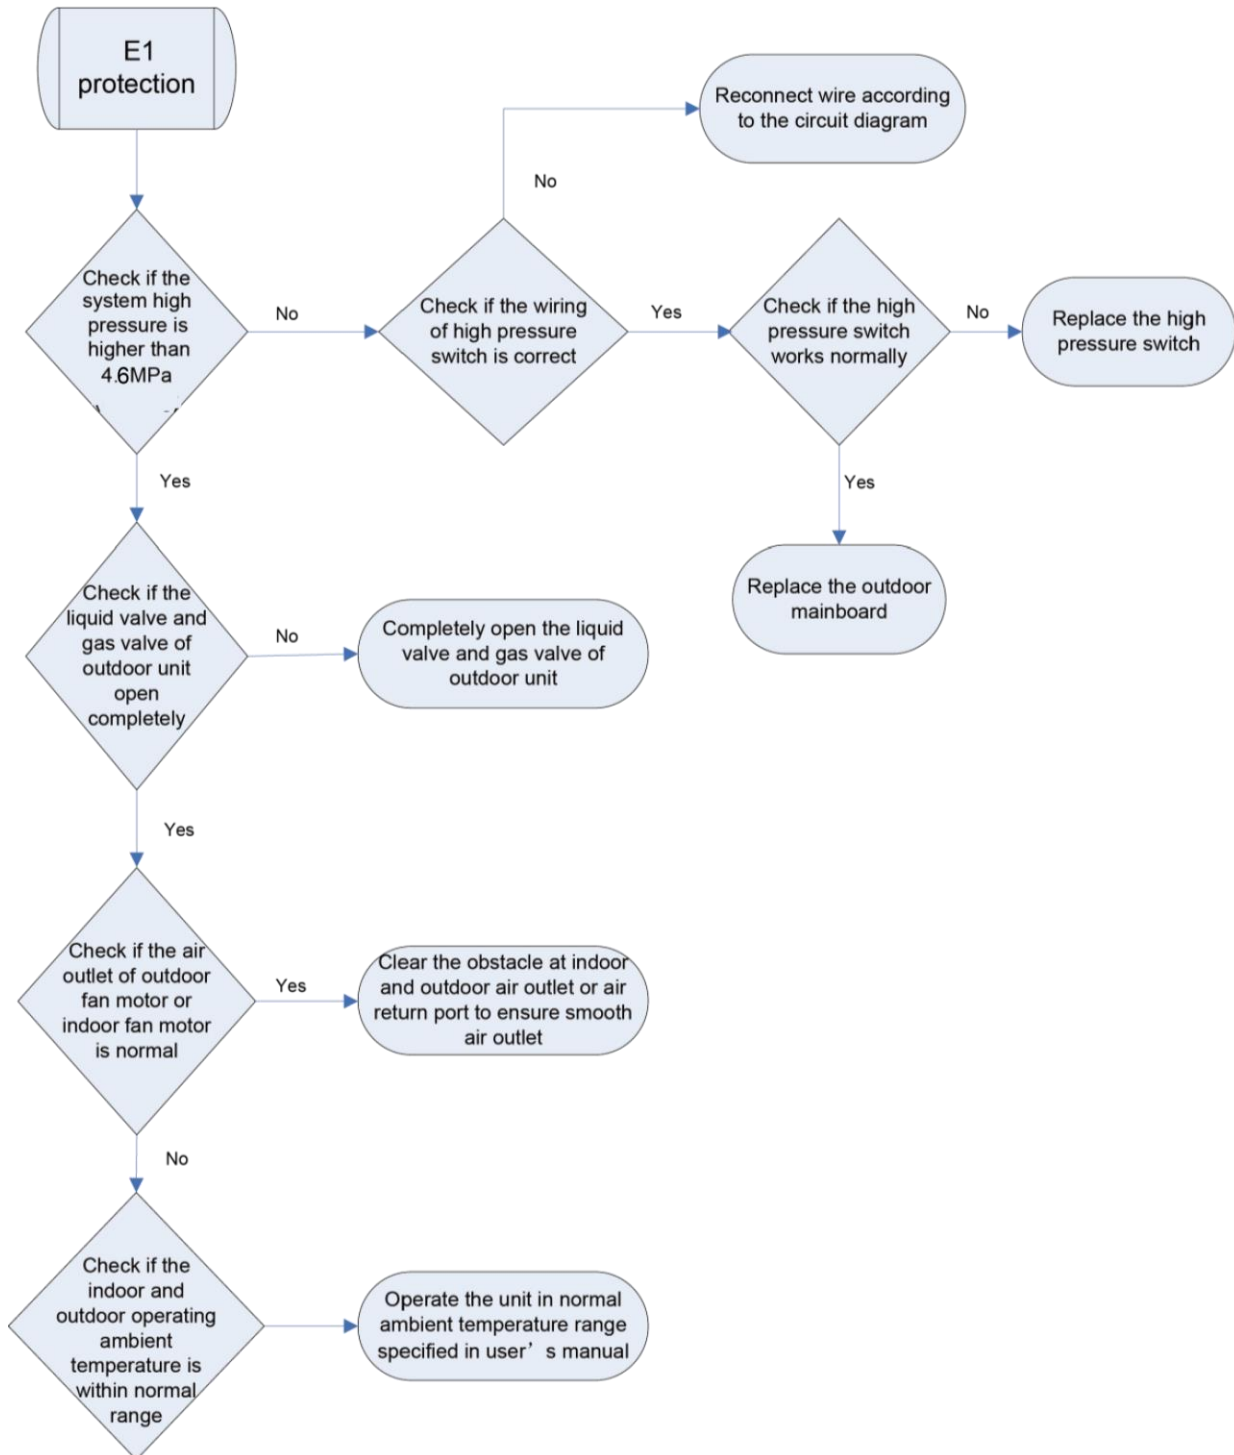 E1
protection
Reconnect wire according
to the circuit diagram
No
Check if the
system high
pressure is
higher than
4.6MPa
No
Check if the wiring
of high pressure
switch is correct
Yes
Check if the high
pressure switch
works normally
No
Replace the high
pressure switch
Yes
Yes
Replace the outdoor
mainboard
Check if the
liquid valve and
gas valve of
outdoor unit
open
completely
No
Completely open the liquid
valve and gas valve of
outdoor unit
Yes
Check if the air
outlet of outdoor
fan motor or
indoor fan motor
is normal
Yes
Clear the obstacle at indoor
and outdoor air outlet or air
return port to ensure smooth
air outlet
No
Check if the
indoor and
outdoor operating
ambient
temperature is
within normal
range
Operate the unit in normal
ambient temperature range
specified in user’s manual